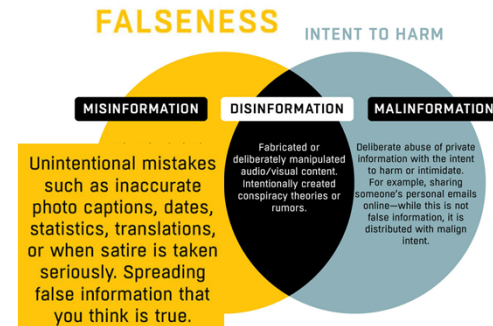 FALSENESS
INTENT TO HARM
MISINFORMATION
Unintentional mistakes
such as inaccurate
photo captions, dates,
statistics, translations,
or when satire is taken
seriously. Spreading
false information that
you think is true.
DISINFORMATION
Fabricated or
deliberately manipulated
audio/visual content.
Intentionally created
conspiracy theories or
rumors.
MALINFORMATION
Deliberate abuse of private
information with the intent
to harm or intimidate.
For example, sharing
someone's personal emails
online—while this is not
false information, it is
distributed with malign
intent.